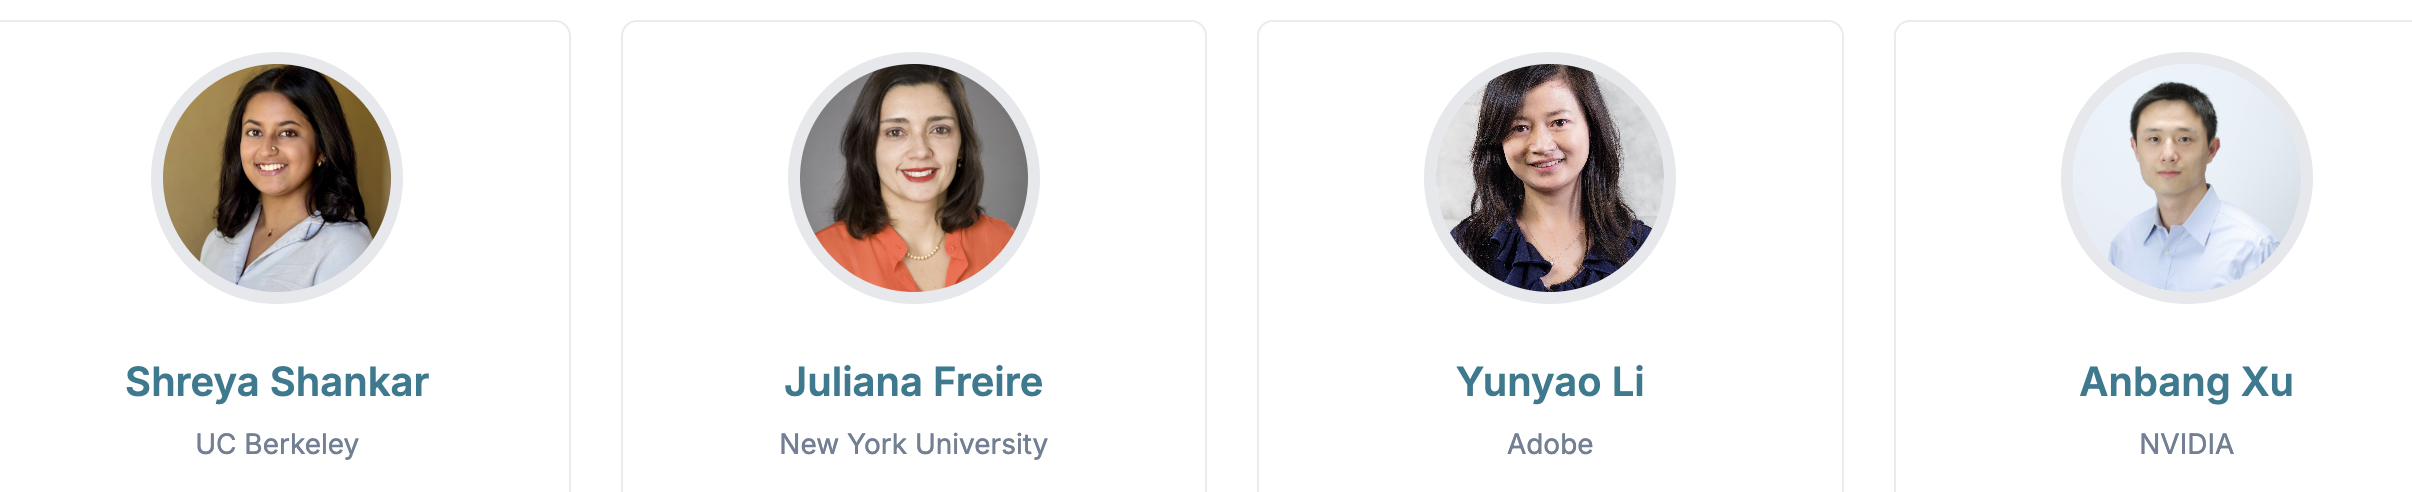 Shreya Shankar
UC Berkeley
Juliana Freire
New York University
Yunyao Li
Adobe
Anbang Xu
NVIDIA